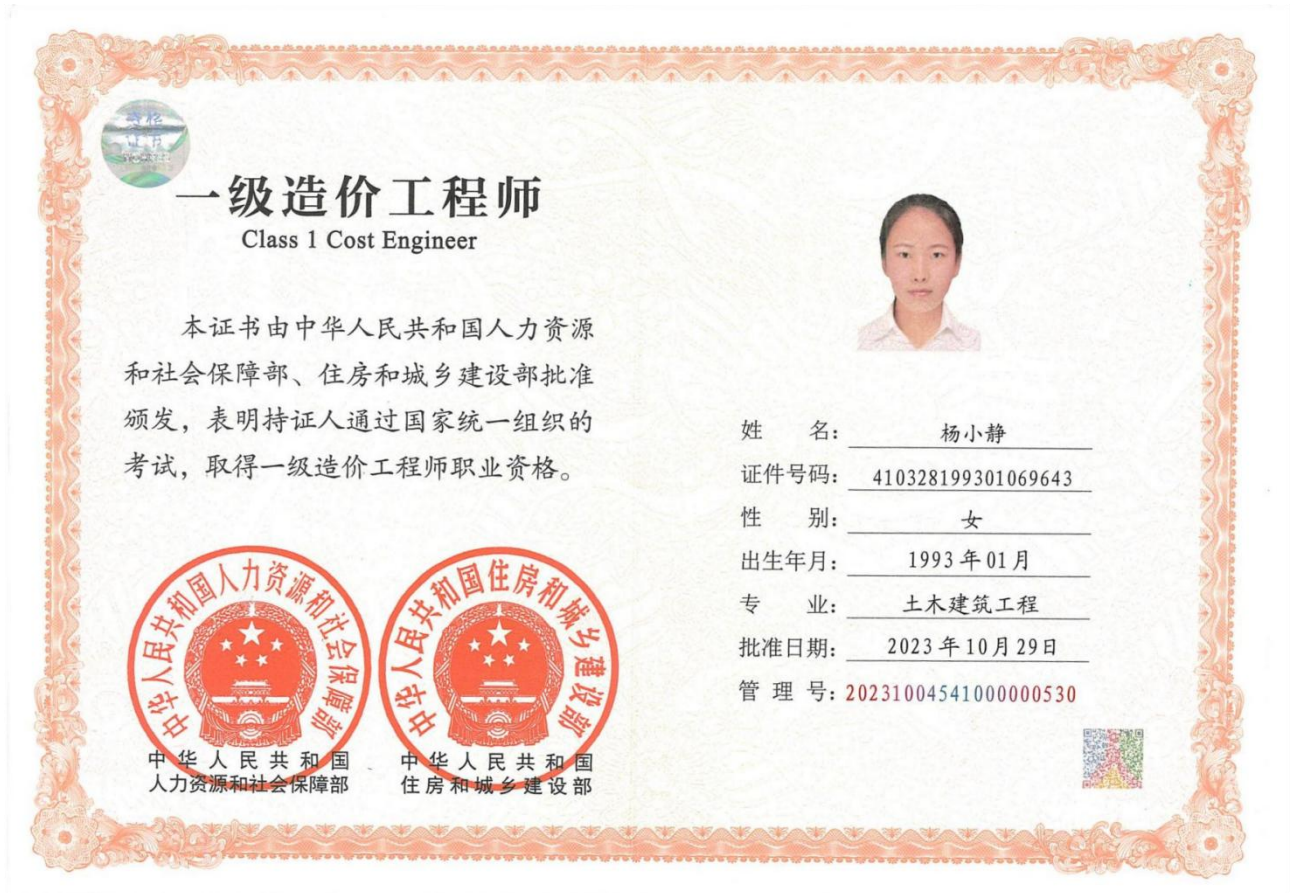 一级造价工程师
Class 1 Cost Engineer
本证书由中华人民共和国人力资源
和社会保障部、住房和城乡建设部批准
颁发，表明持证人通过国家统一组织的
考试，取得一级造价工程师职业资格。
中华人民共和国人力资源和社会保障部
中华人民共和国住房和城乡建设部
中华人民共和国
人力资源和社会保障部
中华人民共和国
住房和城乡建设部
姓名：杨小静
证件号码：410328199301069643
性别：女
出生年月：1993年01月
专业：土木建筑工程
批准日期：2023年10月29日
管理号：20231004541000000530